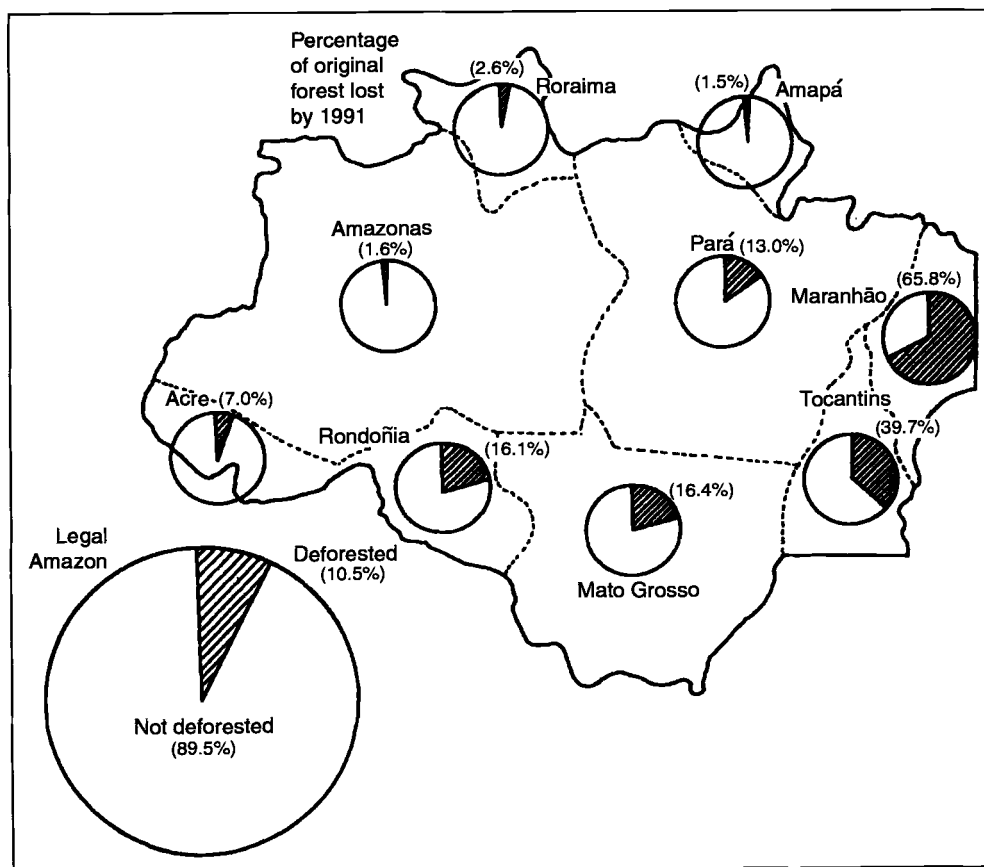 Percentage
of original
forest lost
by 1991
(2.6%)
Roraima
(1.5%)
Amapá
Amazonas
(1.6%)
Pará (13.0%)
Maranhão
(65.8%)
Acre (7.0%)
Rondoñia
(16.1%)
(16.4%)
Mato Grosso
Tocantins
(39.7%)
Legal
Amazon
Deforested
(10.5%)
Not deforested
(89.5%)